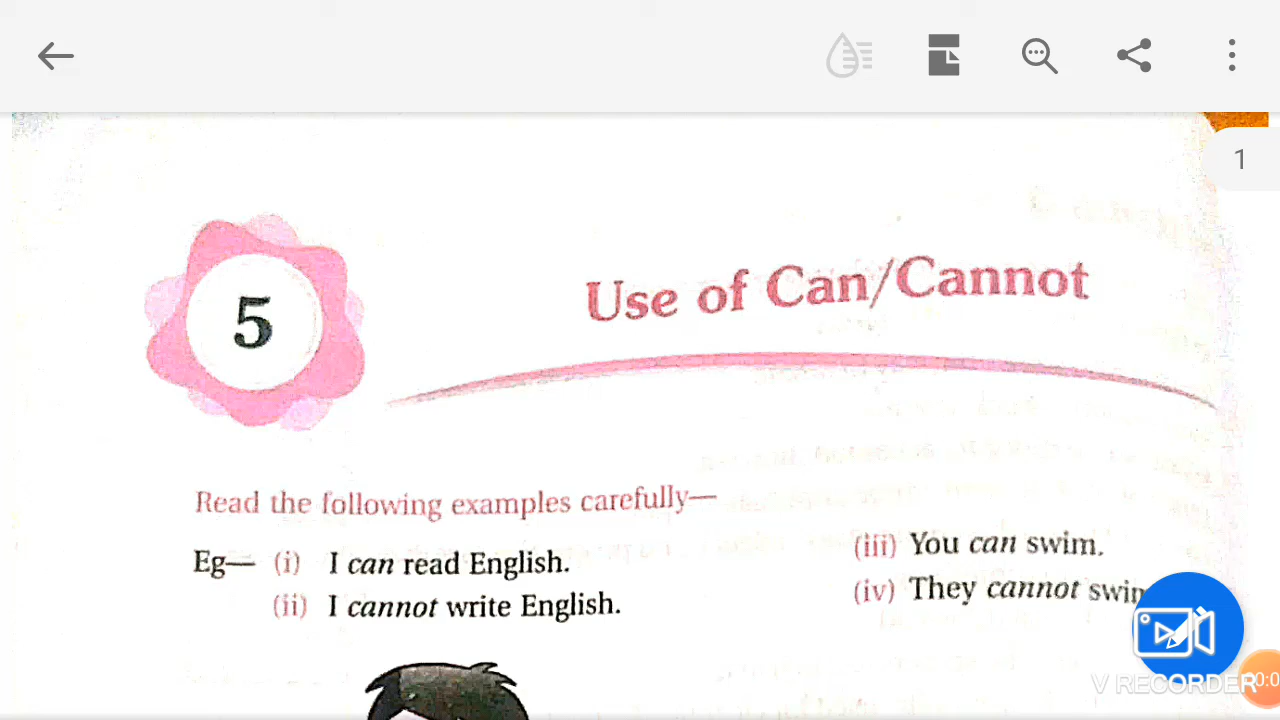 1
5
Use of Can/Cannot
Read the following examples carefully—
Eg— (i) I can read English.
(ii) I cannot write English.
(iii) You can swim.
(iv) They cannot
V RECORDER